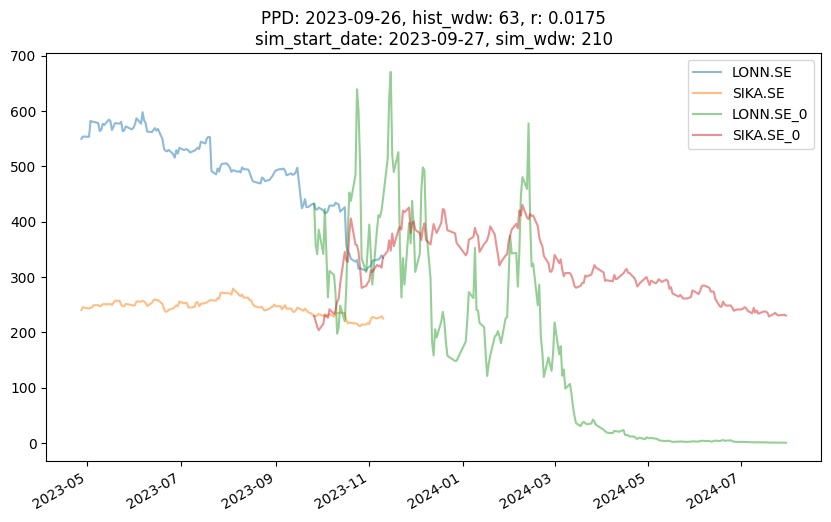 PPD: 2023-09-26, hist_wdw: 63, r: 0.0175
sim_start_date: 2023-09-27, sim_wdw: 210
700
600
500
400
300
200
100
0
LONN.SE
SIKA.SE
LONN.SE_0
SIKA.SE_0
2023-05
2023-07
2023-09
2023-11
2024-01
2024-03
2024-05
2024-07